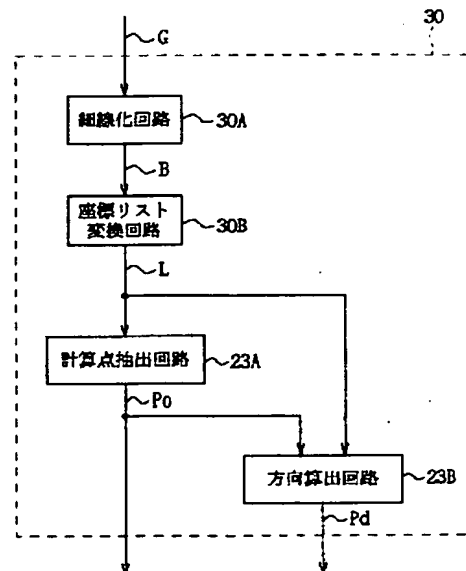 30
G
細線化回路
30A
B
座標リスト
変換回路
30B
L
計算点抽出回路
23A
Po
方向算出回路
23B
Pd